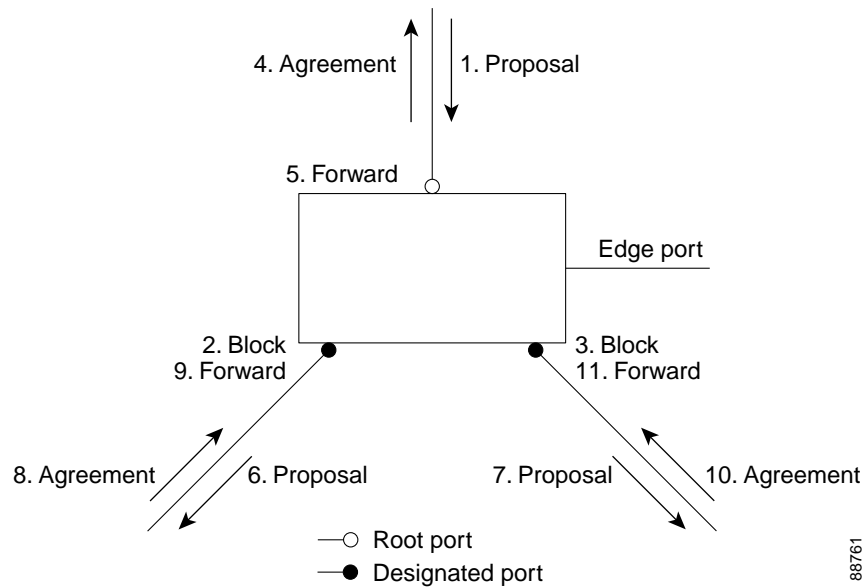 4. Agreement
1. Proposal
5. Forward
Edge port
2. Block
9. Forward
3. Block
11. Forward
8. Agreement
6. Proposal
7. Proposal
10. Agreement
Root port
Designated port
88761